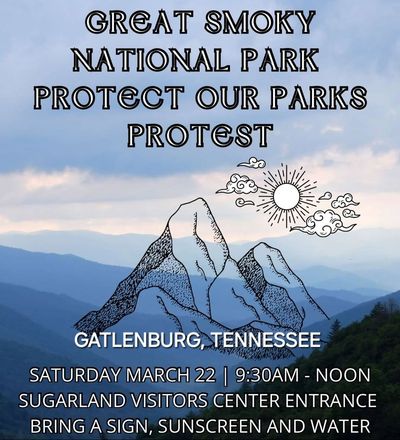 GREAT SMOKY
NATIONAL PARK
PROTECT OUR PARKS
PROTEST
GATLENBURG, TENNESSEE
SATURDAY MARCH 22 | 9:30AM - NOON
SUGARLAND VISITORS CENTER ENTRANCE
BRING A SIGN, SUNSCREEN AND WATER